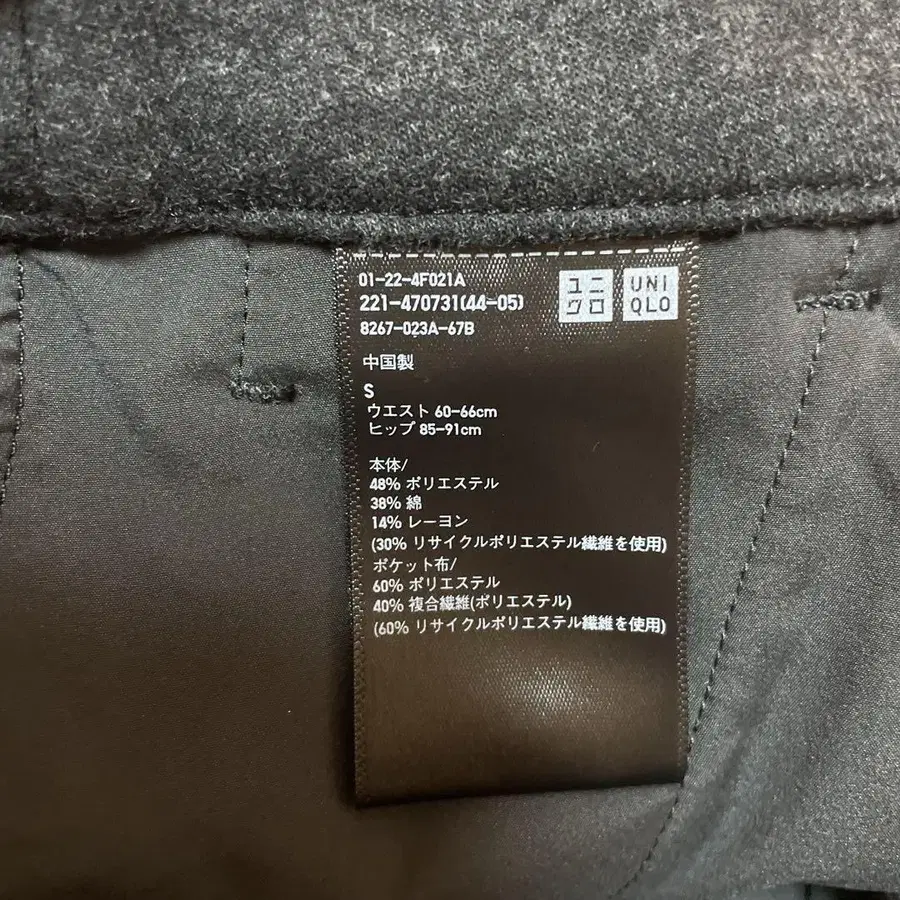 01-22-4F021A
221-470731(44-05)
8267-023A-67B
ユニ
クロ
UNI
QLO
中国製
S
ウエスト 60-66cm
ヒップ 85-91cm
本体/
48% ポリエステル
38% 綿
14% レーヨン
(30% リサイクルポリエステル繊維を使用)
ポケット布/
60% ポリエステル
40% 複合繊維(ポリエステル)
(60% リサイクルポリエステル繊維を使用)